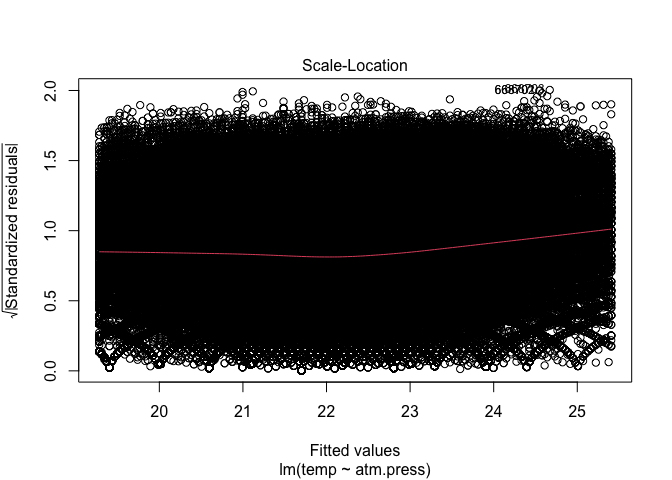 Scale-Location
√|Standardized residuals|
2.0
1.5
1.0
0.5
0.0
20 21 22 23 24 25
Fitted values
lm(temp ~ atm.press)